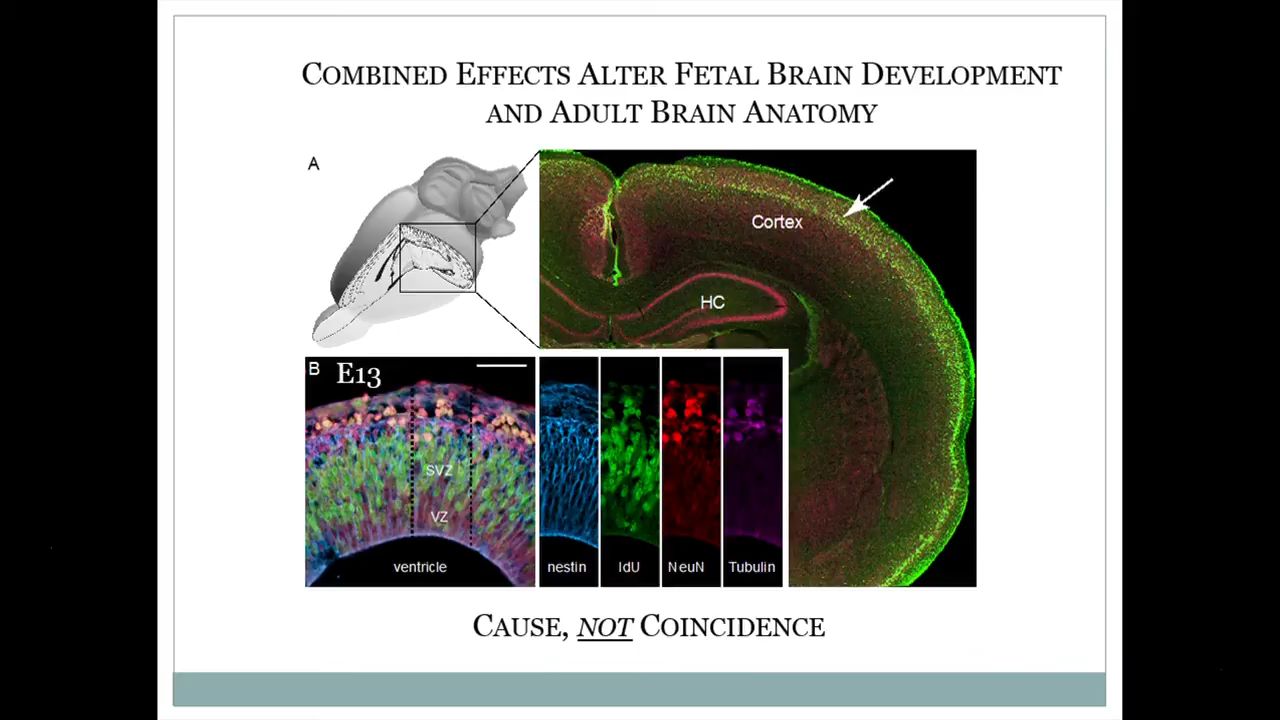 COMBINED EFFECTS ALTER FETAL BRAIN DEVELOPMENT
AND ADULT BRAIN ANATOMY
A
Cortex
HC
B
E13
SVZ
VZ
ventricle
nestin
IdU
NeuN
Tubulin
CAUSE, NOT COINCIDENCE